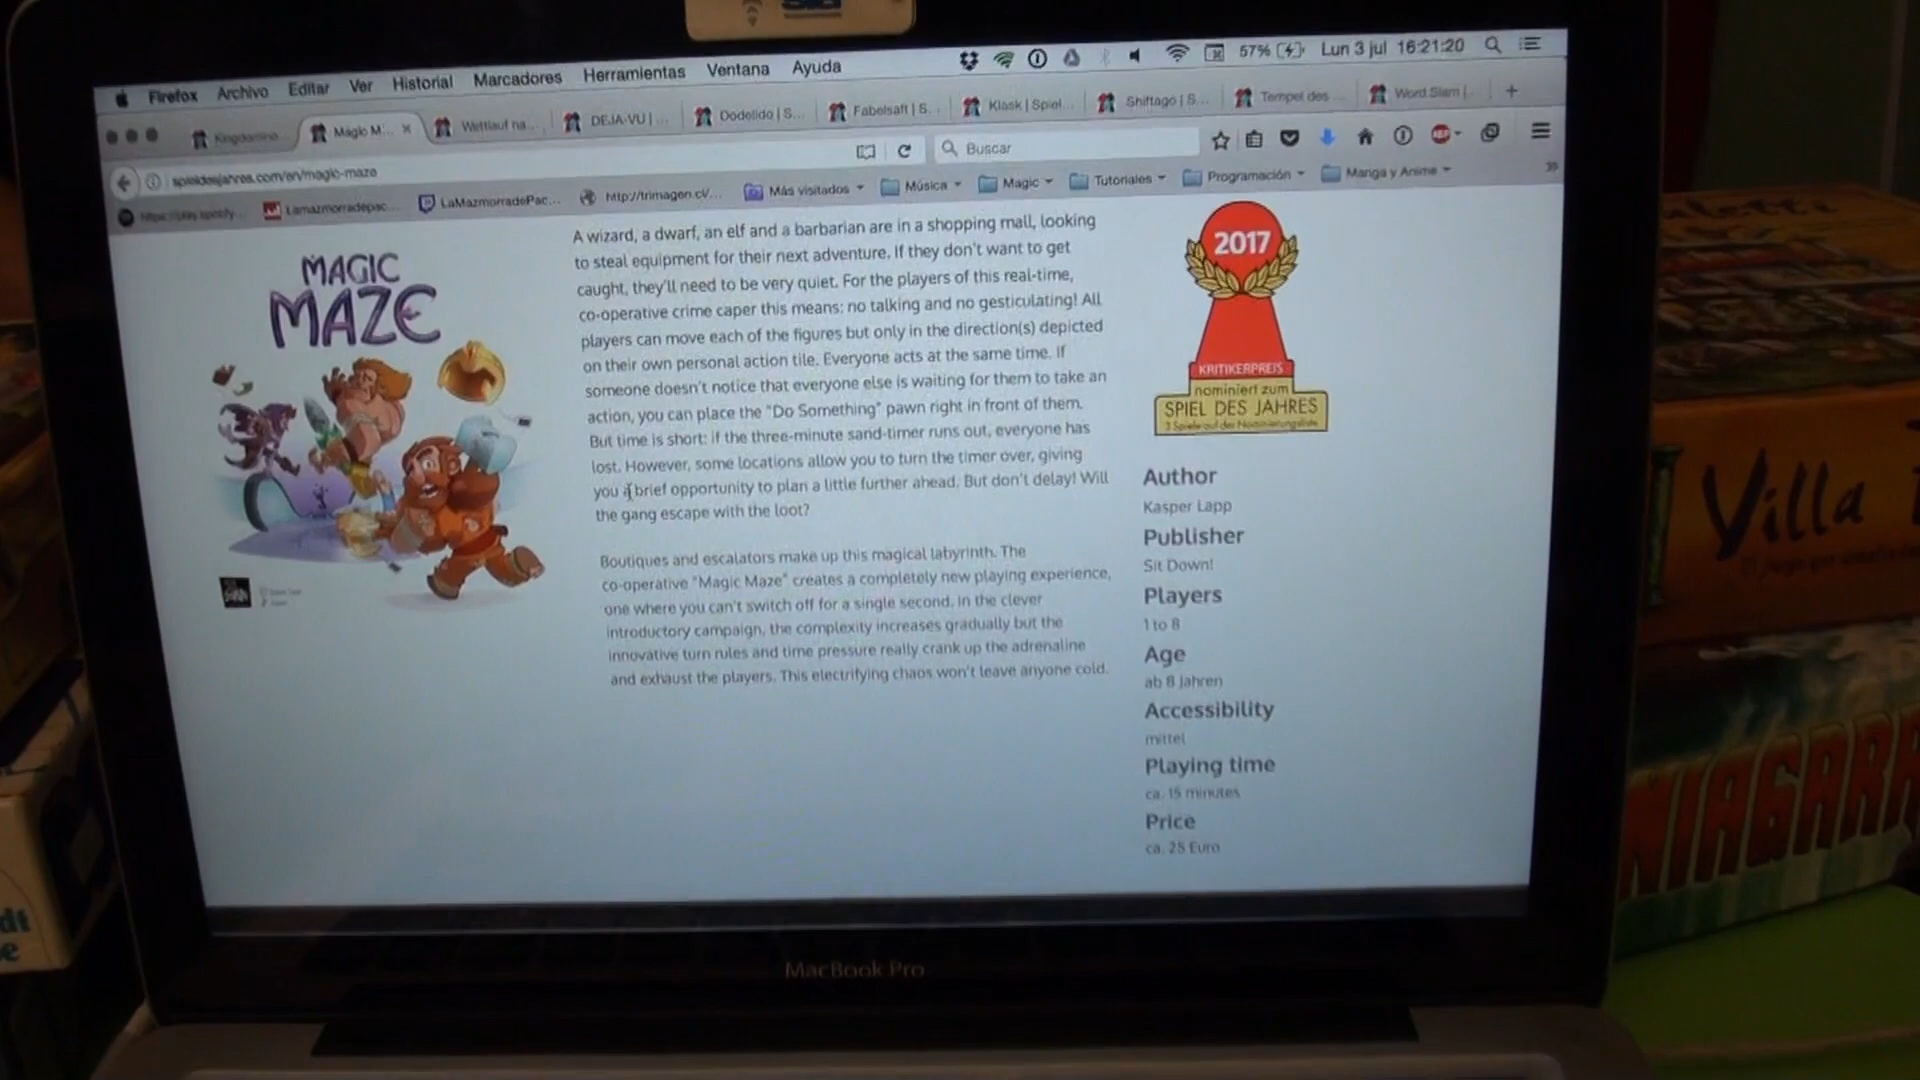 Firefox Archivo Editar Ver Historial Marcadores Herramientas Ventana Ayuda 57% Lun 3 jul 16:21:20
Kingdomino... Magic M... Wettlauf na... DEJA-VU | ... Dodelido | S... Fabelsaft | S... Klask | Spiel... Shiftago | S... Tempel des ... Word Slam | ...
spieldesjahres.com/en/magic-maze Buscar
https://play.spotify... Lamazmorradepac... LaMazmorradePac... http://trimagen.cl/... Más visitados Música Magic Tutoriales Programación Manga y Anime
MAGIC
MAZE
A wizard, a dwarf, an elf and a barbarian are in a shopping mall, looking
to steal equipment for their next adventure. If they don't want to get
caught, they'll need to be very quiet. For the players of this real-time,
co-operative crime caper this means: no talking and no gesticulating! All
players can move each of the figures but only in the direction(s) depicted
on their own personal action tile. Everyone acts at the same time. If
someone doesn't notice that everyone else is waiting for them to take an
action, you can place the "Do Something" pawn right in front of them.
But time is short: if the three-minute sand-timer runs out, everyone has
lost. However, some locations allow you to turn the timer over, giving
you a brief opportunity to plan a little further ahead. But don't delay! Will
the gang escape with the loot?
Boutiques and escalators make up this magical labyrinth. The
co-operative "Magic Maze" creates a completely new playing experience,
one where you can't switch off for a single second. In the clever
introductory campaign, the complexity increases gradually but the
innovative turn rules and time pressure really crank up the adrenaline
and exhaust the players. This electrifying chaos won't leave anyone cold.
2017
KRITIKERPREIS
nominiert zum
SPIEL DES JAHRES
3 Spiele auf der Nominierungsliste
Author
Kasper Lapp
Publisher
Sit Down!
Players
1 to 8
Age
ab 8 Jahren
Accessibility
mittel
Playing time
ca. 15 minutes
Price
ca. 25 Euro
MacBook Pro
Villa
NIAGARA
dt
e